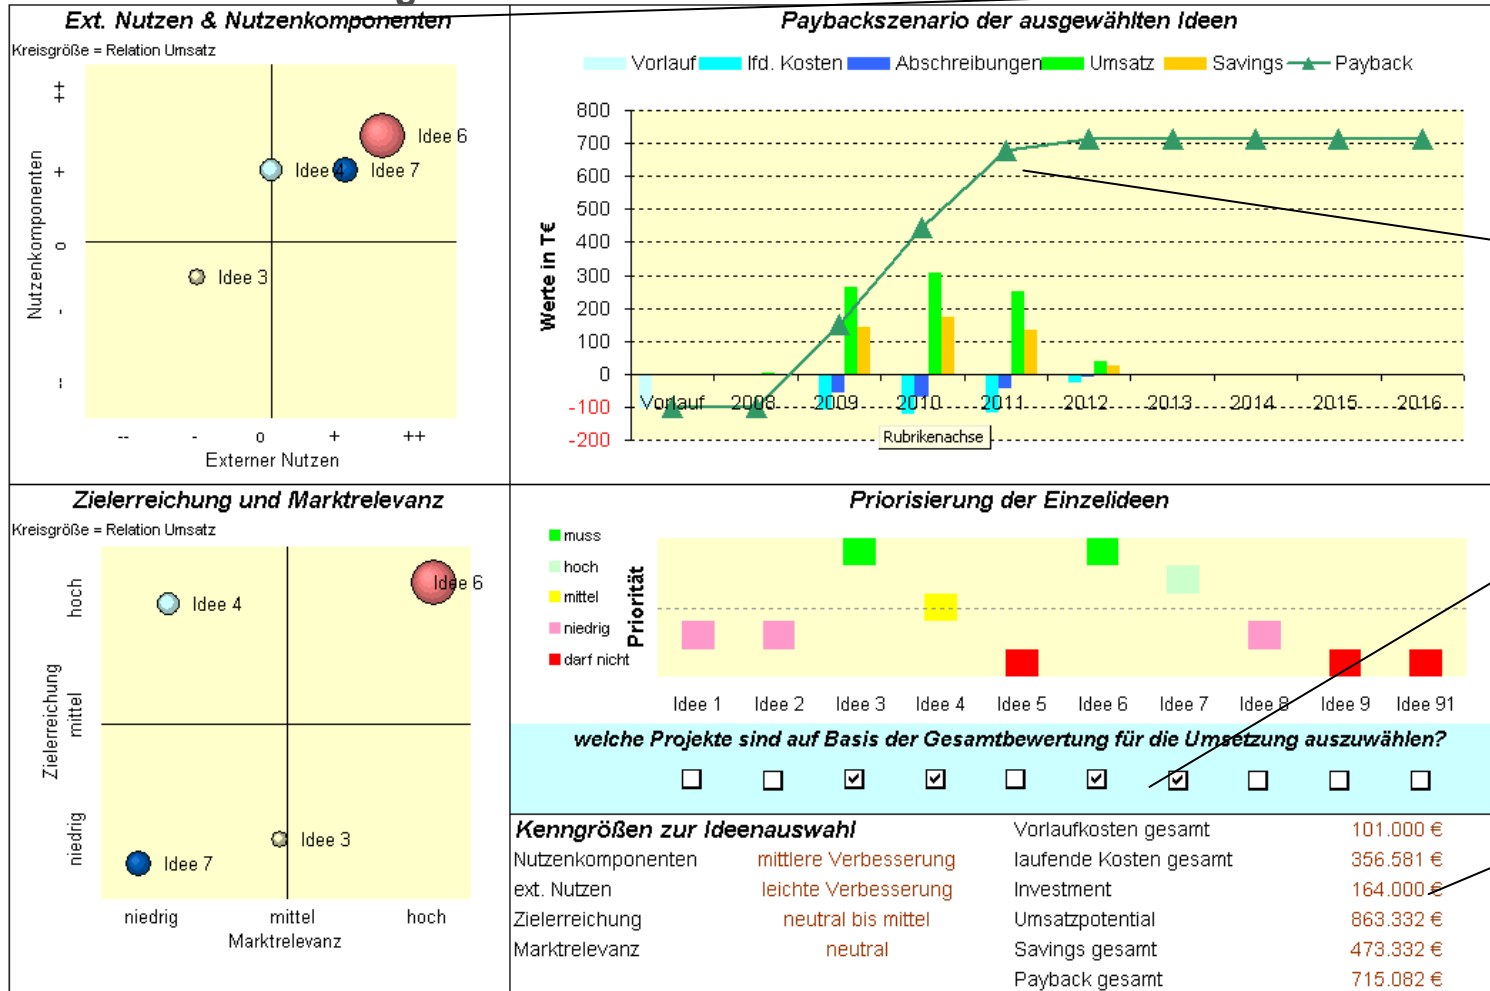 Ext. Nutzen & Nutzenkomponenten
Kreisgröße = Relation Umsatz
++
+
o
-
--
Nutzenkomponenten
Idee 6
Idee 4
Idee 7
Idee 3
-- - o + ++
Externer Nutzen
Paybackszenario der ausgewählten Ideen
Vorlauf lfd. Kosten Abschreibungen Umsatz Savings Payback
Werte in T€
800
700
600
500
400
300
200
100
0
-100
-200
Vorlauf 2008 2009 2010 2011 2012 2013 2014 2015 2016
Rubrikenachse
Zielerreichung und Marktrelevanz
Kreisgröße = Relation Umsatz
hoch
mittel
niedrig
Zielerreichung
Idee 6
Idee 4
Idee 3
Idee 7
niedrig mittel hoch
Marktrelevanz
Priorisierung der Einzelideen
muss
hoch
mittel
niedrig
darf nicht
Priorität
Idee 1 Idee 2 Idee 3 Idee 4 Idee 5 Idee 6 Idee 7 Idee 8 Idee 9 Idee 91
welche Projekte sind auf Basis der Gesamtbewertung für die Umsetzung auszuwählen?
Kenngrößen zur Ideenauswahl
Nutzenkomponenten mittlere Verbesserung
ext. Nutzen leichte Verbesserung
Zielerreichung neutral bis mittel
Marktrelevanz neutral
Vorlaufkosten gesamt 101.000 €
laufende Kosten gesamt 356.581 €
Investment 164.000 €
Umsatzpotential 863.332 €
Savings gesamt 473.332 €
Payback gesamt 715.082 €